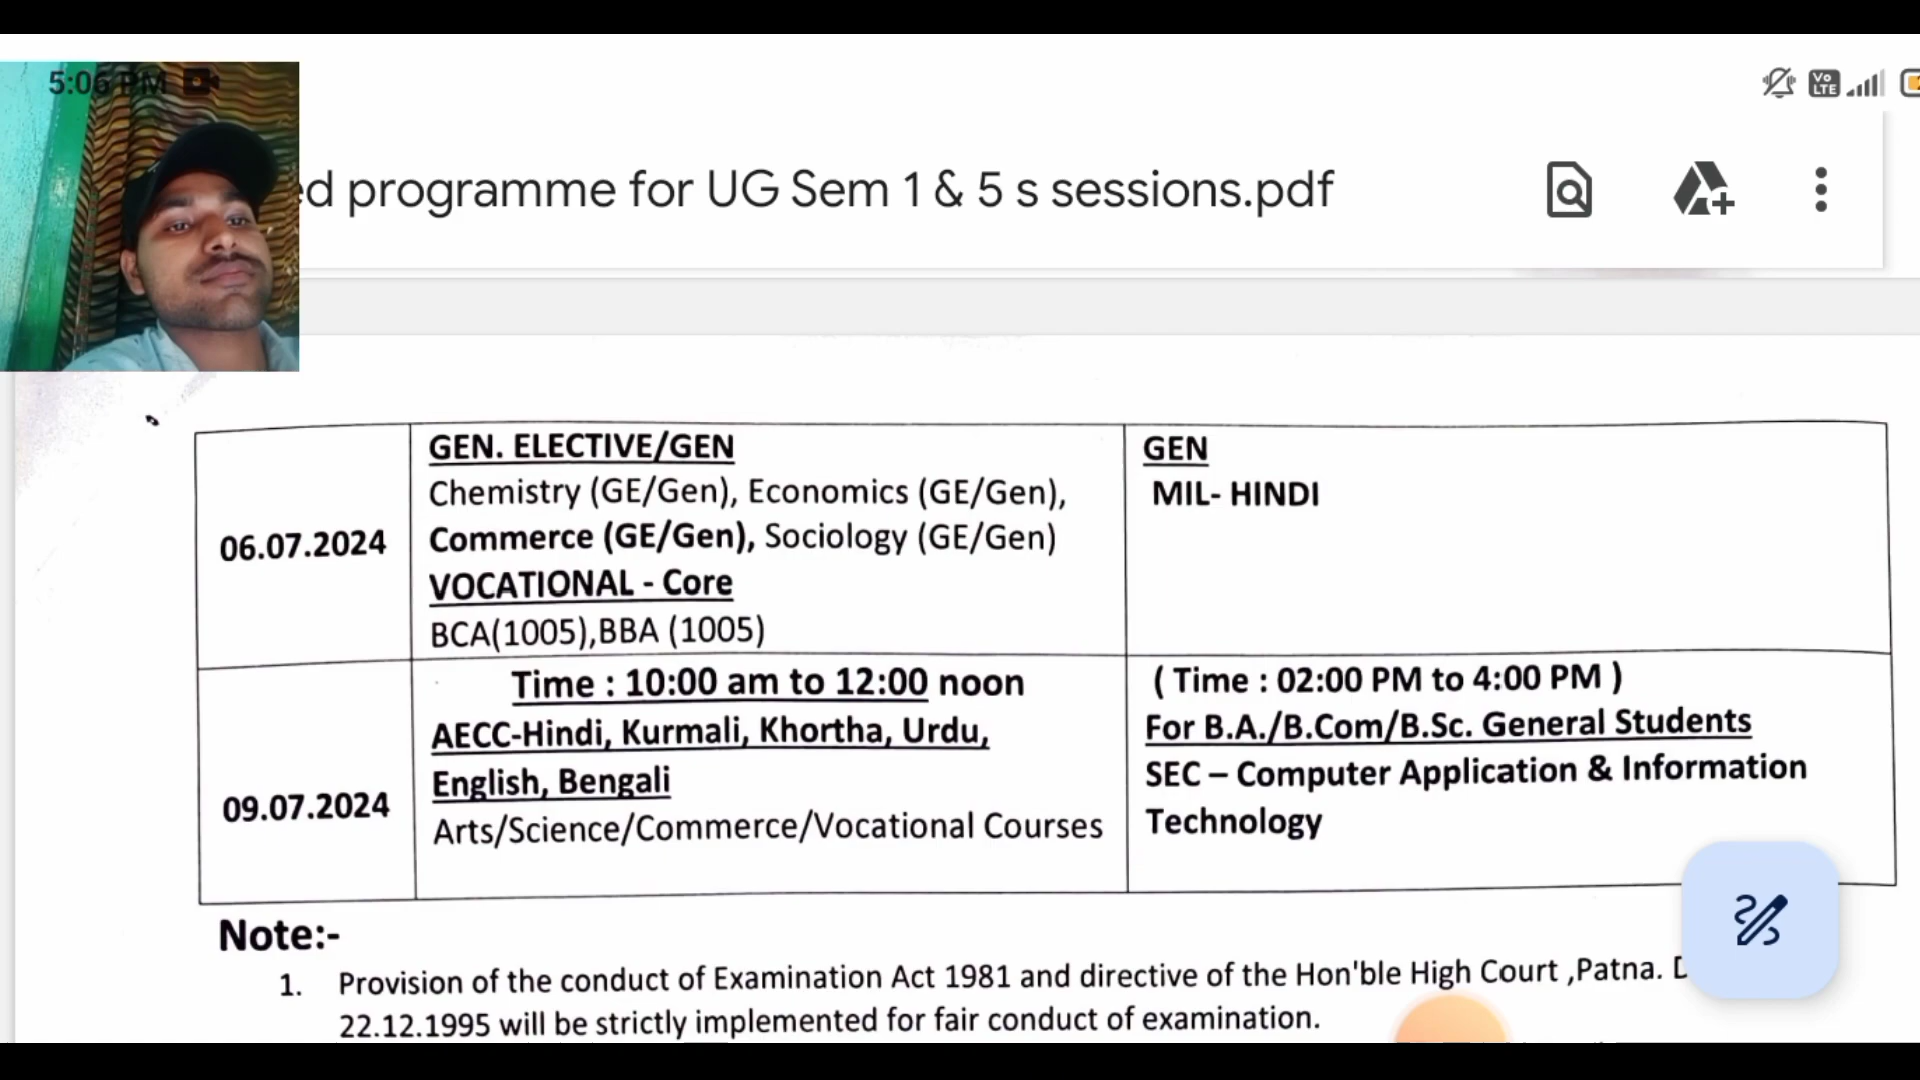 5:06 PM
Vo LTE
ed programme for UG Sem 1 & 5 s sessions.pdf
GEN. ELECTIVE/GEN
Chemistry (GE/Gen), Economics (GE/Gen),
Commerce (GE/Gen), Sociology (GE/Gen)
VOCATIONAL - Core
BCA(1005),BBA (1005)
GEN
MIL- HINDI
06.07.2024
Time : 10:00 am to 12:00 noon
AECC-Hindi, Kurmali, Khortha, Urdu,
English, Bengali
Arts/Science/Commerce/Vocational Courses
( Time : 02:00 PM to 4:00 PM )
For B.A./B.Com/B.Sc. General Students
SEC – Computer Application & Information
Technology
09.07.2024
Note:-
1. Provision of the conduct of Examination Act 1981 and directive of the Hon'ble High Court ,Patna.
22.12.1995 will be strictly implemented for fair conduct of examination.